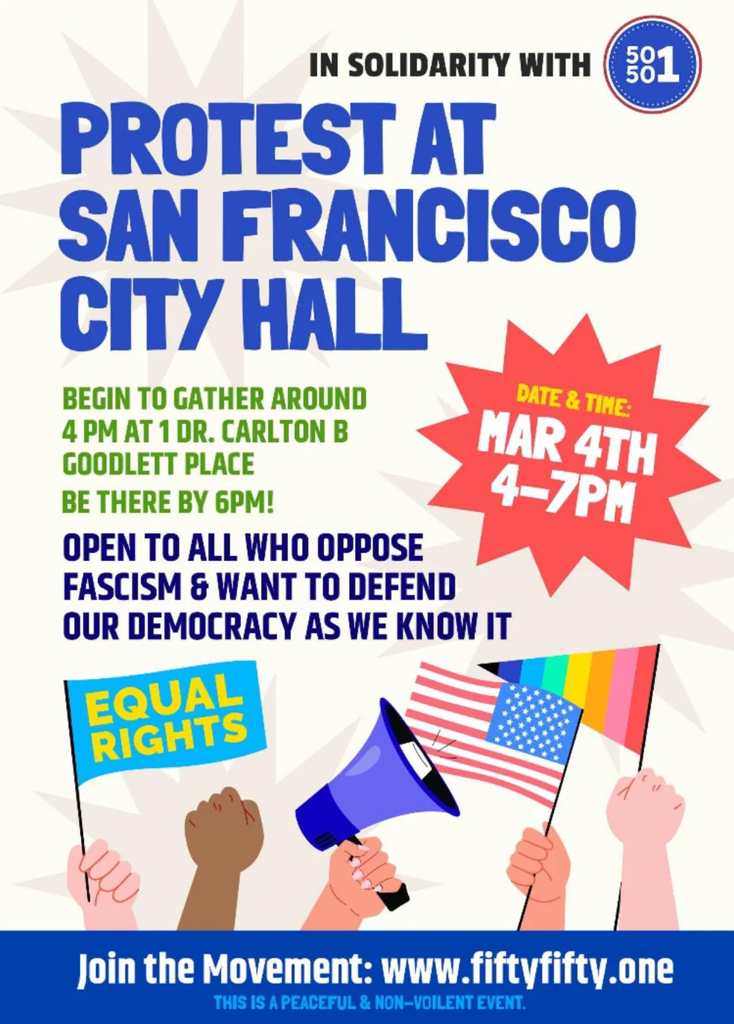 IN SOLIDARITY WITH
50
50 1
PROTEST AT
SAN FRANCISCO
CITY HALL
BEGIN TO GATHER AROUND
4 PM AT 1 DR. CARLTON B
GOODLETT PLACE
BE THERE BY 6PM!
DATE & TIME:
MAR 4TH
4–7PM
OPEN TO ALL WHO OPPOSE
FASCISM & WANT TO DEFEND
OUR DEMOCRACY AS WE KNOW IT
EQUAL
RIGHTS
Join the Movement: www.fiftyfifty.one
THIS IS A PEACEFUL & NON-VOILENT EVENT.